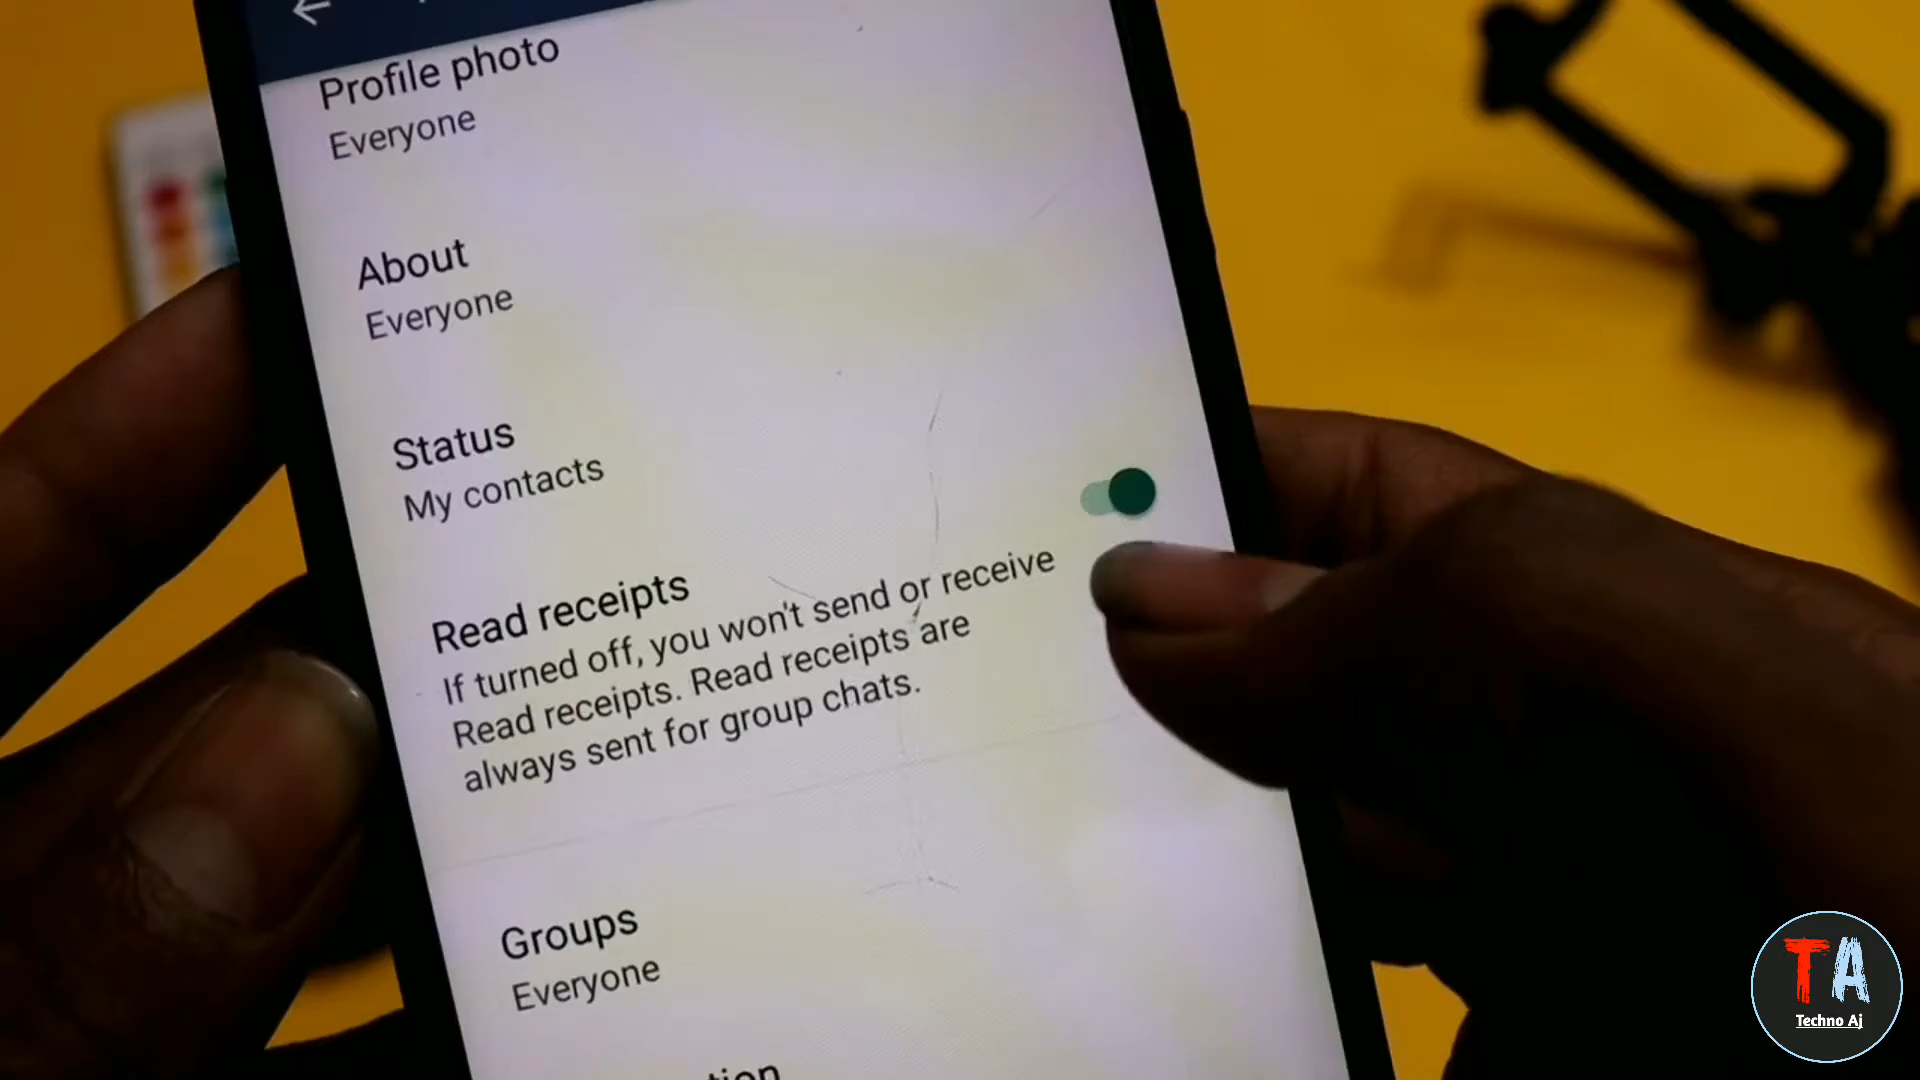 Profile photo
Everyone
About
Everyone
Status
My contacts
Read receipts
If turned off, you won't send or receive
Read receipts. Read receipts are
always sent for group chats.
Groups
Everyone
TA
Techno Aj